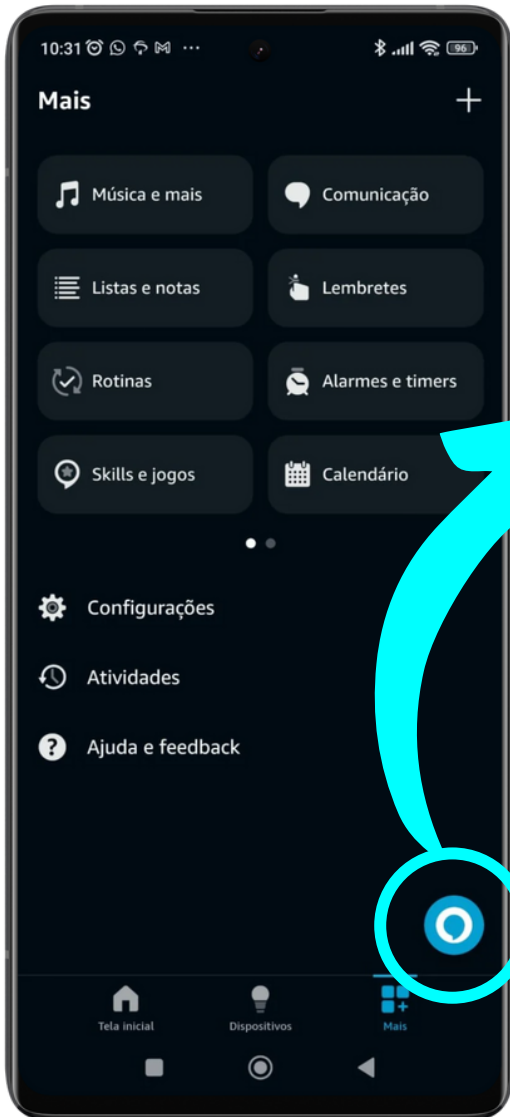 10:31 96
Mais
Música e mais Comunicação
Listas e notas Lembretes
Rotinas Alarmes e timers
Skills e jogos Calendário
Configurações
Atividades
Ajuda e feedback
Tela inicial Dispositivos Mais